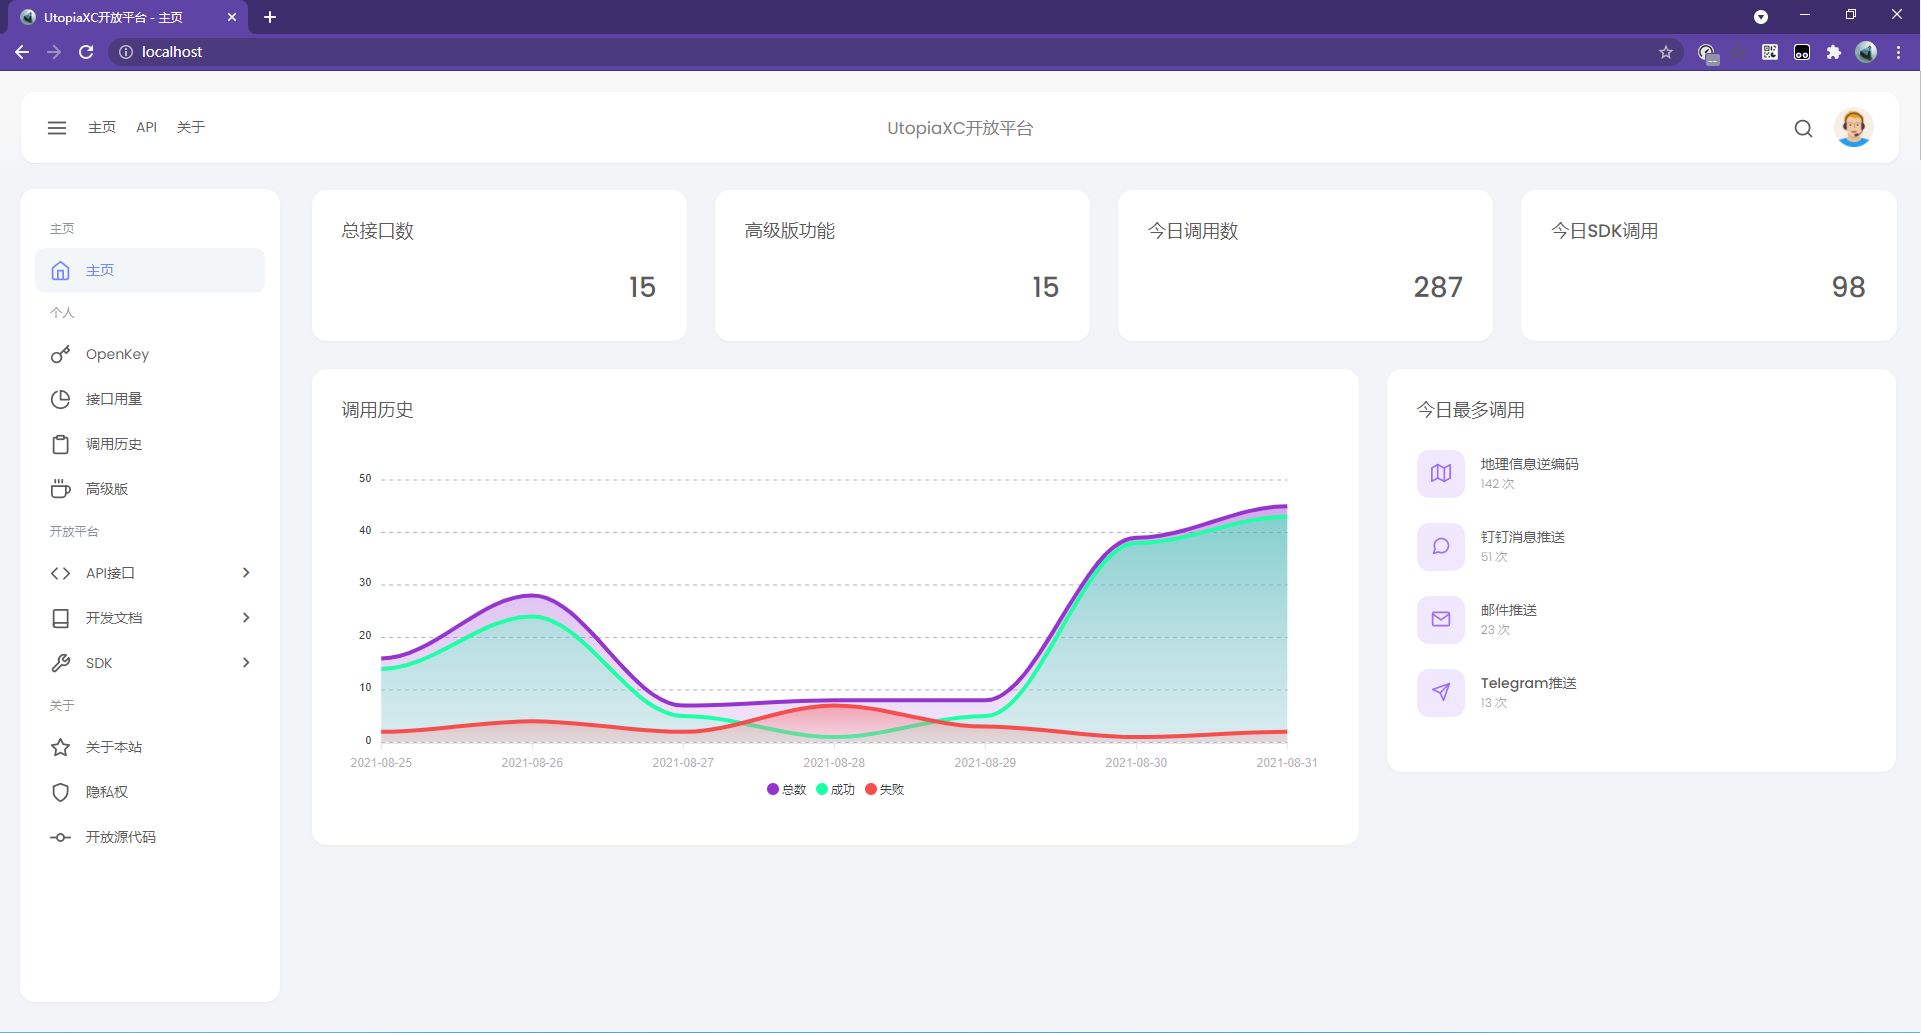 UtopiaXC开放平台 - 主页
localhost
主页 API 关于
UtopiaXC开放平台
主页
主页
个人
OpenKey
接口用量
调用历史
高级版
开放平台
API接口
开发文档
SDK
关于
关于本站
隐私权
开放源代码
总接口数
15
高级版功能
15
今日调用数
287
今日SDK调用
98
调用历史
50
40
30
20
10
0
2021-08-25 2021-08-26 2021-08-27 2021-08-28 2021-08-29 2021-08-30 2021-08-31
总数 成功 失败
今日最多调用
地理信息逆编码
142 次
钉钉消息推送
51 次
邮件推送
23 次
Telegram推送
13 次